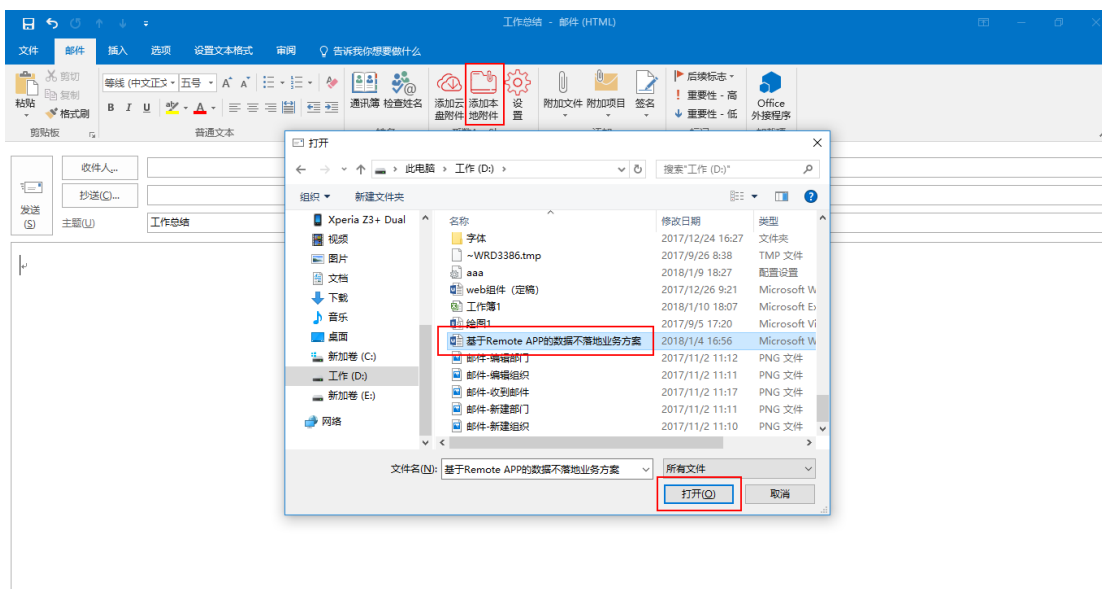 工作总结 - 邮件 (HTML)
文件 邮件 插入 选项 设置文本格式 审阅 告诉我你想要做什么
粘贴 剪切 复制 格式刷
等线 (中文正文 五号
B I U
通讯簿 检查姓名
添加云盘附件 添加本地附件 设置
附加文件 附加项目 签名
后续标志
重要性 - 高
重要性 - 低
Office 外接程序
剪贴板 普通文本
收件人...
抄送(C)...
主题(U) 工作总结
发送(S)
打开
此电脑 › 工作 (D:) ›
搜索"工作 (D:)"
组织 新建文件夹
Xperia Z3+ Dual
视频
图片
文档
下载
音乐
桌面
新加卷 (C:)
工作 (D:)
新加卷 (E:)
网络
名称 修改日期 类型
字体 2017/12/24 16:27 文件夹
~WRD3386.tmp 2017/9/26 8:38 TMP 文件
aaa 2018/1/9 18:27 配置设置
web组件（定稿） 2017/12/26 9:21 Microsoft W
工作簿1 2018/1/10 18:07 Microsoft Ex
绘图1 2017/9/5 17:20 Microsoft Vi
基于Remote APP的数据不落地业务方案 2018/1/4 16:56 Microsoft W
邮件-编辑部门 2017/11/2 11:12 PNG 文件
邮件-编辑组织 2017/11/2 11:11 PNG 文件
邮件-收到邮件 2017/11/2 11:17 PNG 文件
邮件-新建部门 2017/11/2 11:11 PNG 文件
邮件-新建组织 2017/11/2 11:10 PNG 文件
文件名(N): 基于Remote APP的数据不落地业务方案 所有文件
打开(O) 取消